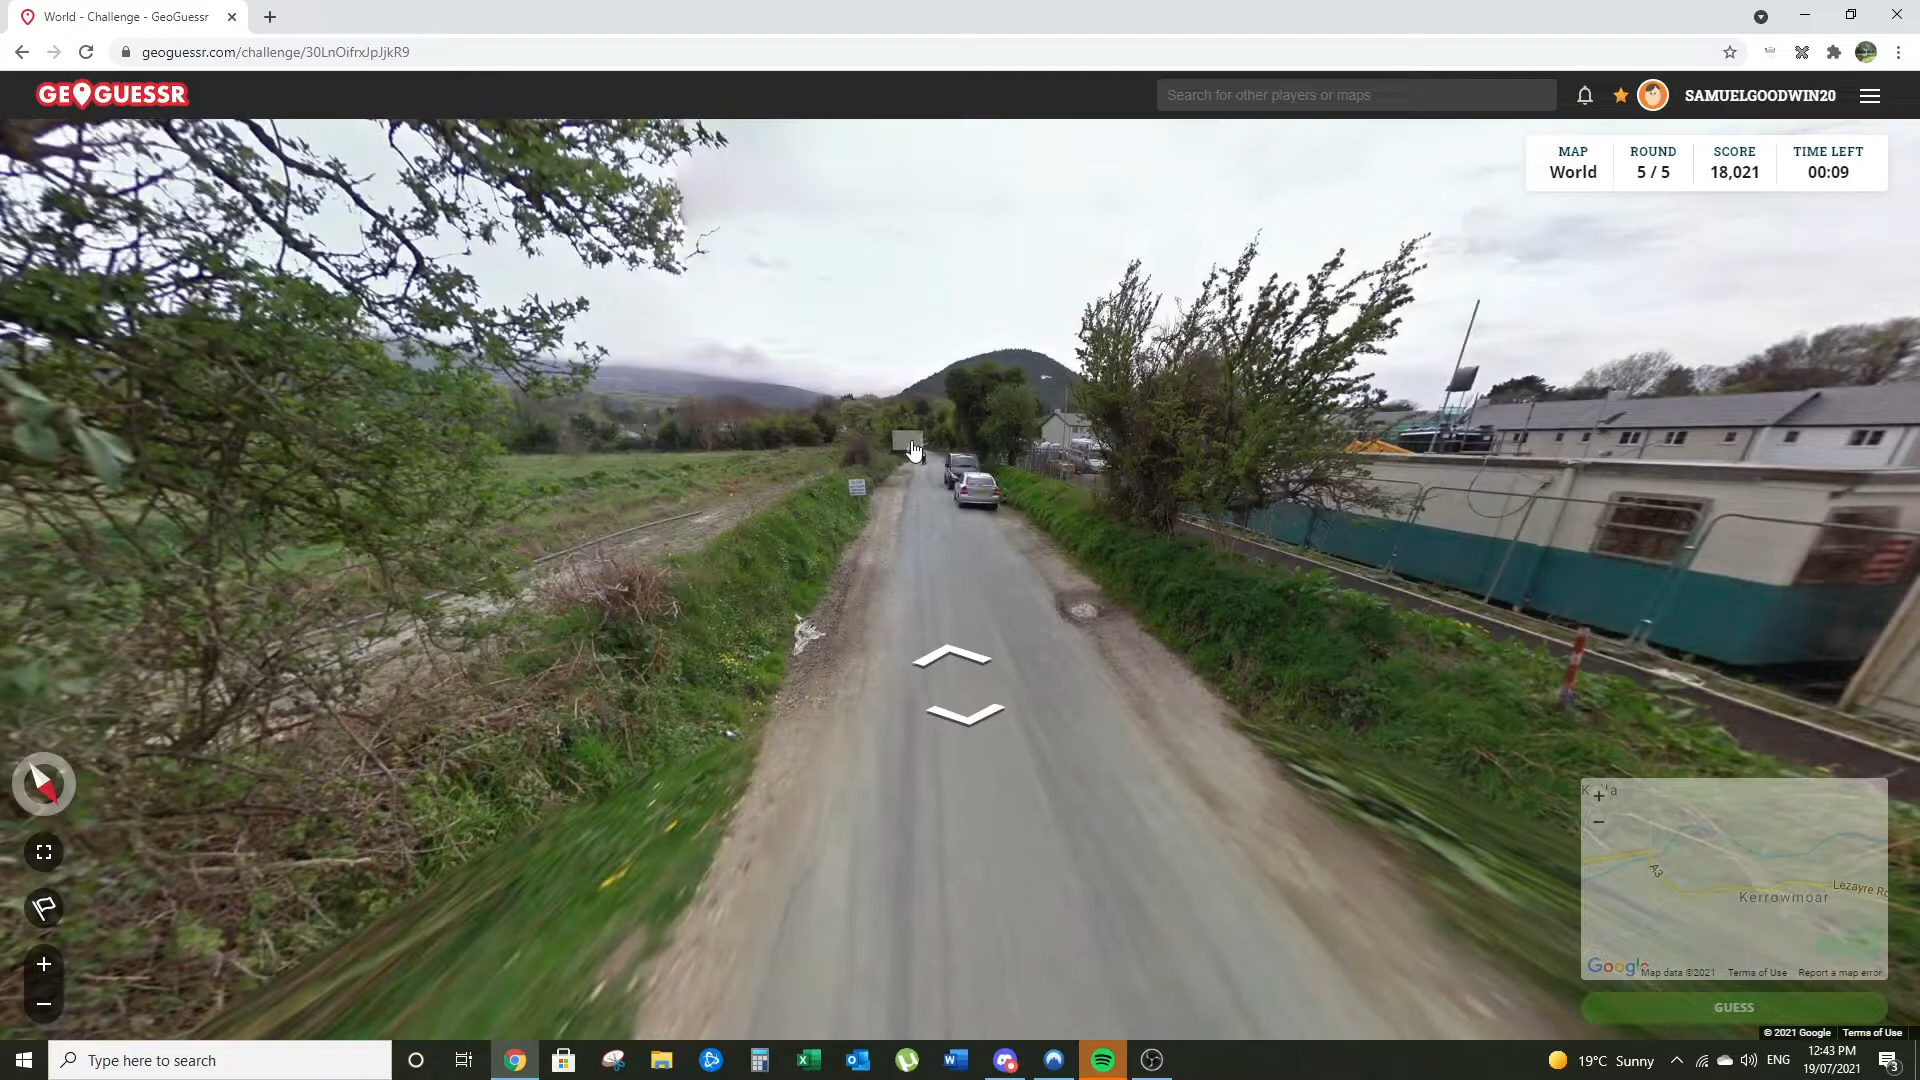 World - Challenge - GeoGuessr
geoguessr.com/challenge/30LnOifrxJpJjkR9
GEOGUESSR
Search for other players or maps
SAMUELGOODWIN20
MAP
World
ROUND
5 / 5
SCORE
18,021
TIME LEFT
00:09
A3
Lezayre Rd
Kerrowmoar
Google
Map data ©2021
Terms of Use
Report a map error
GUESS
© 2021 Google
Terms of Use
Type here to search
19°C Sunny
ENG
12:43 PM
19/07/2021
3